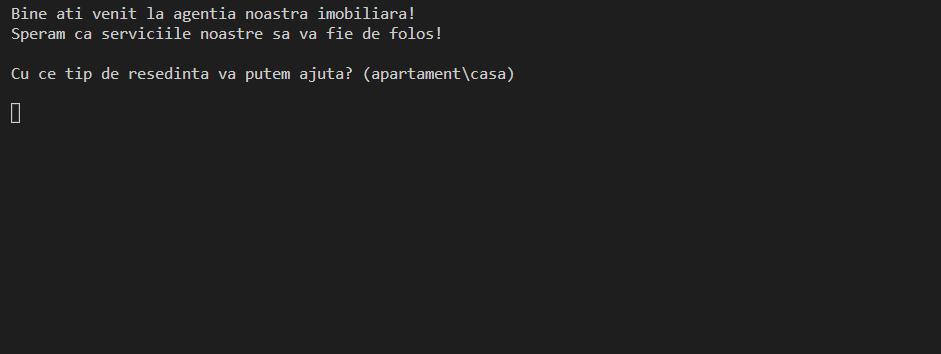 Bine ati venit la agentia noastra imobiliara!
Speram ca serviciile noastre sa va fie de folos!
Cu ce tip de resedinta va putem ajuta? (apartament\casa)